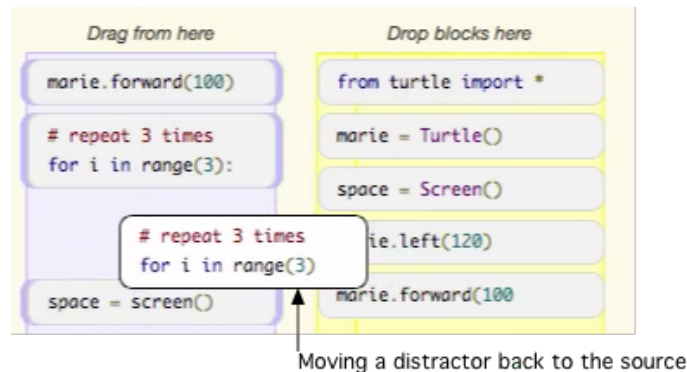 Drag from here
marie.forward(100)
# repeat 3 times
for i in range(3):
# repeat 3 times
for i in range(3)
space = screen()
Drop blocks here
from turtle import *
marie = Turtle()
space = Screen()
ie.left(120)
marie.forward(100
Moving a distractor back to the source